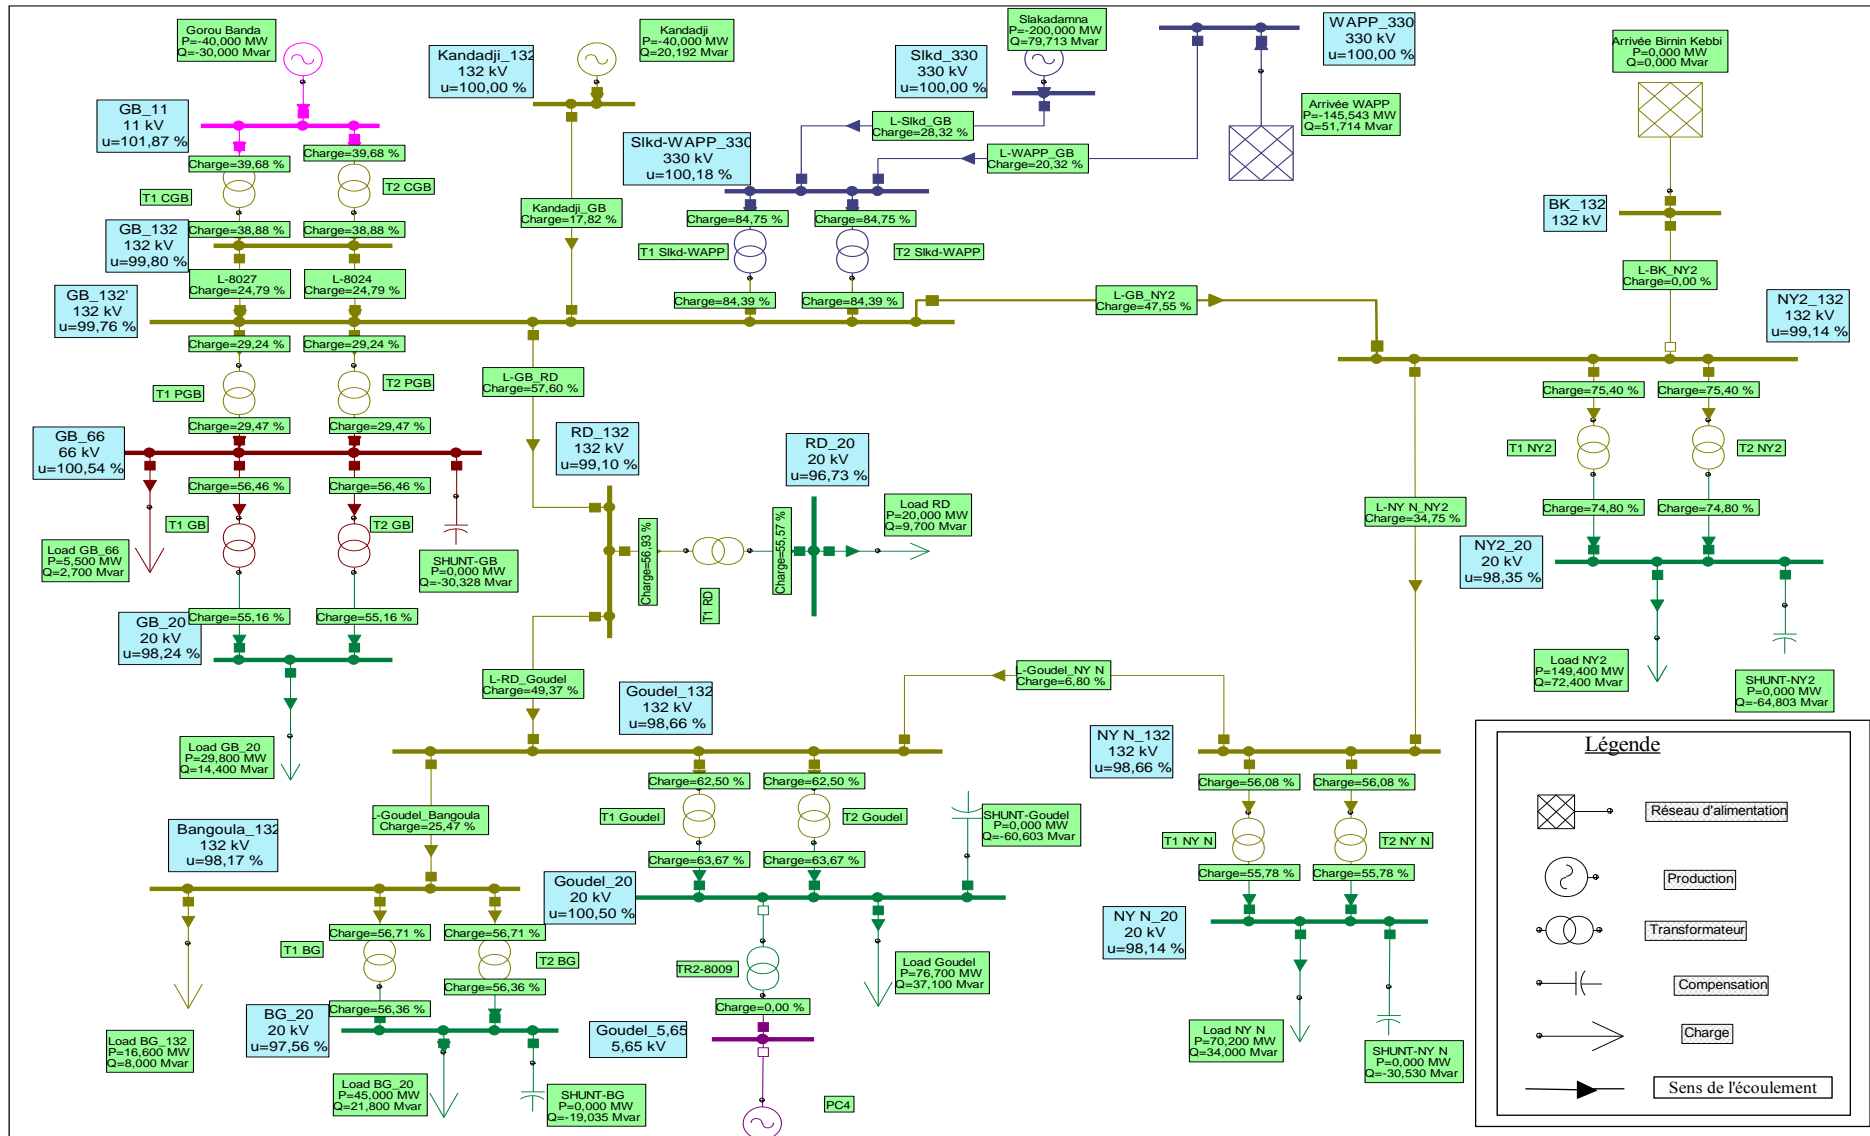 Gorou Banda
P=-40,000 MW
Q=-30,000 Mvar
Kandadji_132
132 kV
u=100,00 %
Kandadji
P=-40,000 MW
Q=20,192 Mvar
Slkd_330
330 kV
u=100,00 %
Slakadamna
P=-200,000 MW
Q=79,713 Mvar
WAPP_330
330 kV
u=100,00 %
Arrivée Birnin Kebbi
P=0,000 MW
Q=0,000 Mvar
GB_11
11 kV
u=101,87 %
L-Slkd_GB
Charge=28,32 %
Arrivée WAPP
P=-145,543 MW
Q=51,714 Mvar
Charge=39,68 %
Charge=39,68 %
T1 CGB
T2 CGB
Slkd-WAPP_330
330 kV
u=100,18 %
L-WAPP_GB
Charge=20,32 %
Kandadji_GB
Charge=17,82 %
BK_132
132 kV
GB_132
132 kV
u=99,80 %
Charge=38,88 %
Charge=38,88 %
Charge=84,75 %
Charge=84,75 %
T1 Slkd-WAPP
T2 Slkd-WAPP
L-BK_NY2
Charge=0,00 %
L-8027
Charge=24,79 %
L-8024
Charge=24,79 %
GB_132'
132 kV
u=99,76 %
Charge=84,39 %
Charge=84,39 %
L-GB_NY2
Charge=47,55 %
NY2_132
132 kV
u=99,14 %
Charge=29,24 %
Charge=29,24 %
T1 PGB
T2 PGB
L-GB_RD
Charge=57,60 %
Charge=75,40 %
Charge=75,40 %
T1 NY2
T2 NY2
Charge=29,47 %
Charge=29,47 %
GB_66
66 kV
u=100,54 %
RD_132
132 kV
u=99,10 %
RD_20
20 kV
u=96,73 %
Charge=56,46 %
Charge=56,46 %
T1 GB
T2 GB
Load GB_66
P=5,500 MW
Q=2,700 Mvar
SHUNT-GB
P=0,000 MW
Q=-30,328 Mvar
Charge=56,93 %
T1 RD
Charge=55,57 %
Load RD
P=20,000 MW
Q=9,700 Mvar
L-NY N_NY2
Charge=34,75 %
Charge=74,80 %
Charge=74,80 %
NY2_20
20 kV
u=98,35 %
GB_20
20 kV
u=98,24 %
Charge=55,16 %
Charge=55,16 %
L-RD_Goudel
Charge=49,37 %
Goudel_132
132 kV
u=98,66 %
L-Goudel_NY N
Charge=6,80 %
Load NY2
P=149,400 MW
Q=72,400 Mvar
SHUNT-NY2
P=0,000 MW
Q=-64,803 Mvar
Load GB_20
P=29,800 MW
Q=14,400 Mvar
NY N_132
132 kV
u=98,66 %
Charge=62,50 %
Charge=62,50 %
T1 Goudel
T2 Goudel
Charge=56,08 %
Charge=56,08 %
T1 NY N
T2 NY N
L-Goudel_Bangoula
Charge=25,47 %
SHUNT-Goudel
P=0,000 MW
Q=-60,603 Mvar
Bangoula_132
132 kV
u=98,17 %
Charge=63,67 %
Charge=63,67 %
Charge=55,78 %
Charge=55,78 %
Goudel_20
20 kV
u=100,50 %
NY N_20
20 kV
u=98,14 %
Charge=56,71 %
Charge=56,71 %
T1 BG
T2 BG
Charge=56,36 %
Charge=56,36 %
TR2-8009
Load Goudel
P=76,700 MW
Q=37,100 Mvar
Charge=0,00 %
BG_20
20 kV
u=97,56 %
Goudel_5,65
5,65 kV
Load BG_132
P=16,600 MW
Q=8,000 Mvar
Load BG_20
P=45,000 MW
Q=21,800 Mvar
SHUNT-BG
P=0,000 MW
Q=-19,035 Mvar
PC4
Load NY N
P=70,200 MW
Q=34,000 Mvar
SHUNT-NY N
P=0,000 MW
Q=-30,530 Mvar
Légende
Réseau d'alimentation
Production
Transformateur
Compensation
Charge
Sens de l'écoulement